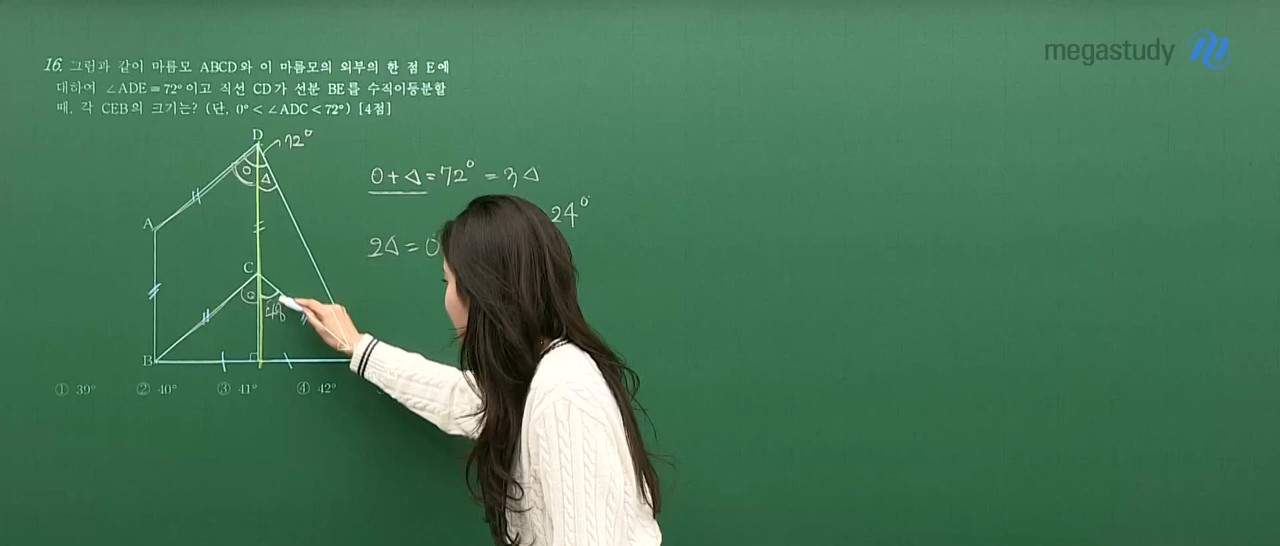 megastudy
16. 그림과 같이 마름모 ABCD와 이 마름모의 외부의 한 점 E에
대하여 ∠ADE=72°이고 직선 CD가 선분 BE를 수직이등분할
때, 각 CEB의 크기는? (단, 0°<∠ADC<72°) [4점]
D
72°
O
△
O+△=72°=3△
24°
2△=O
A
C
O
48
B
① 39° ② 40° ③ 41° ④ 42°